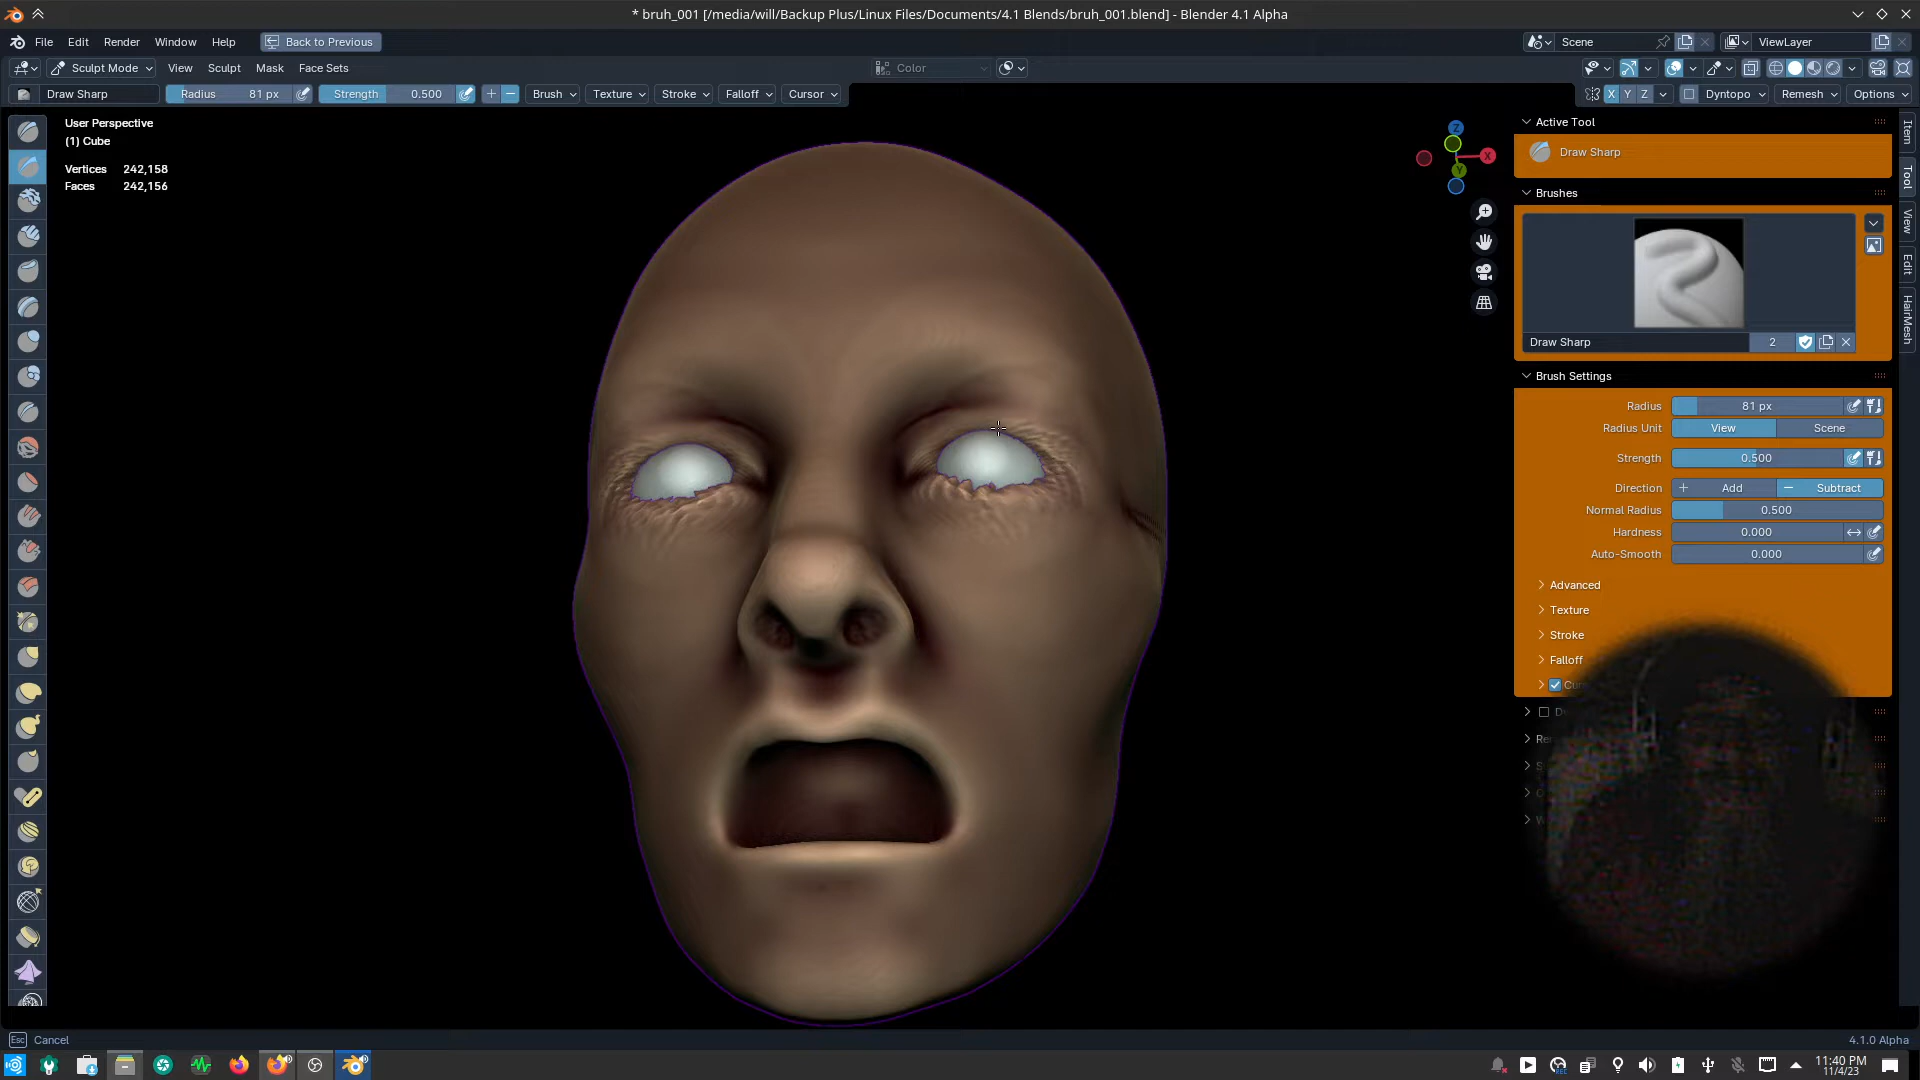 * bruh_001 [/media/will/Backup Plus/Linux Files/Documents/4.1 Blends/bruh_001.blend] - Blender 4.1 Alpha
File Edit Render Window Help Back to Previous Scene ViewLayer
Sculpt Mode View Sculpt Mask Face Sets Color
Draw Sharp Radius 81 px Strength 0.500 Brush Texture Stroke Falloff Cursor X Y Z Dyntopo Remesh Options
User Perspective
(1) Cube
Vertices 242,158
Faces 242,156
Z
X
Y
Active Tool
Draw Sharp
Brushes
Draw Sharp 2
Brush Settings
Radius 81 px
Radius Unit View Scene
Strength 0.500
Direction Add Subtract
Normal Radius 0.500
Hardness 0.000
Auto-Smooth 0.000
Advanced
Texture
Stroke
Falloff
Item
Tool
View
Edit
HairMesh
Esc Cancel
4.1.0 Alpha
11:40 PM
11/4/23